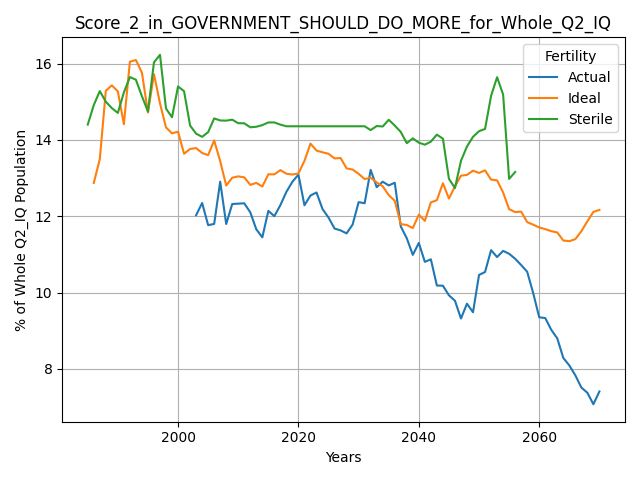 Score_2_in_GOVERNMENT_SHOULD_DO_MORE_for_Whole_Q2_IQ
Fertility
Actual
Ideal
Sterile
% of Whole Q2_IQ Population
16
14
12
10
8
2000
2020
2040
2060
Years